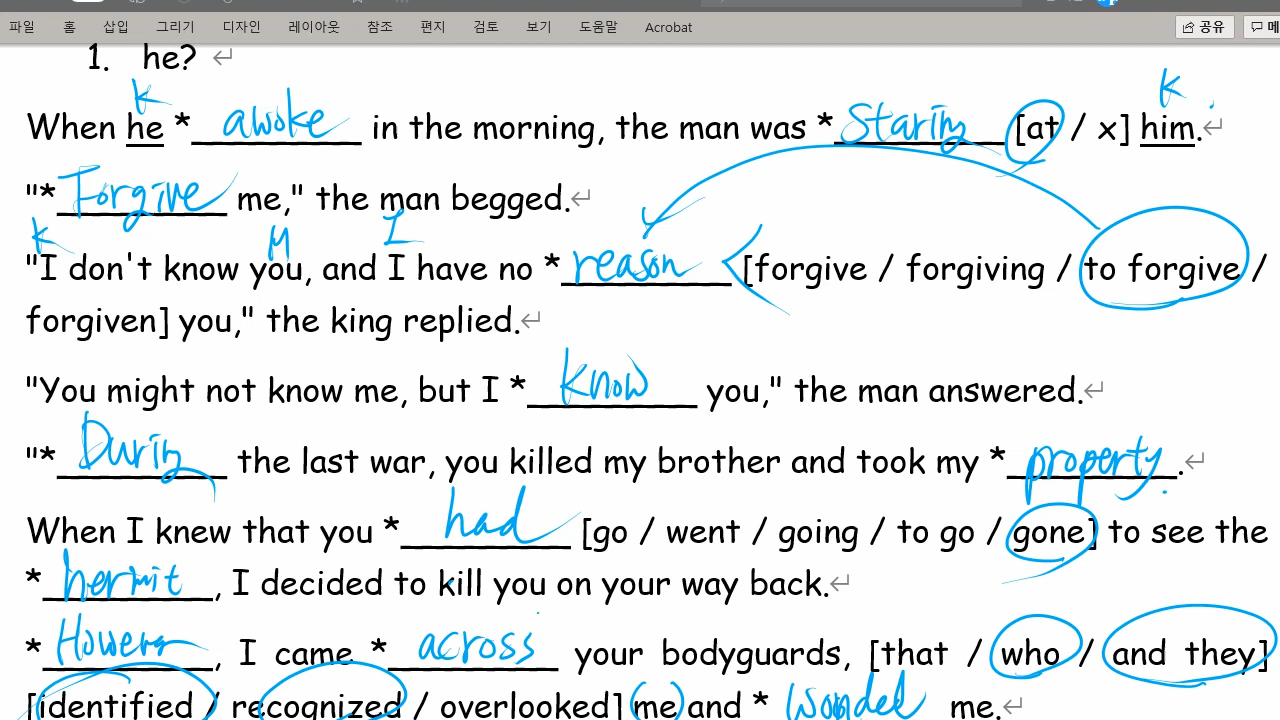 파일 홈 삽입 그리기 디자인 레이아웃 참조 편지 검토 보기 도움말 Acrobat 공유 메
1. he?
K K
When he * awoke in the morning, the man was * Staring [at / x] him.
"* Forgive me," the man begged.
K M I
"I don't know you, and I have no * reason [forgive / forgiving / to forgive /
forgiven] you," the king replied.
"You might not know me, but I * know you," the man answered.
"* During the last war, you killed my brother and took my * property.
When I knew that you * had [go / went / going / to go / gone] to see the
* hermit, I decided to kill you on your way back.
* However, I came * across your bodyguards, [that / who / and they]
[identified / recognized / overlooked] me and * me.